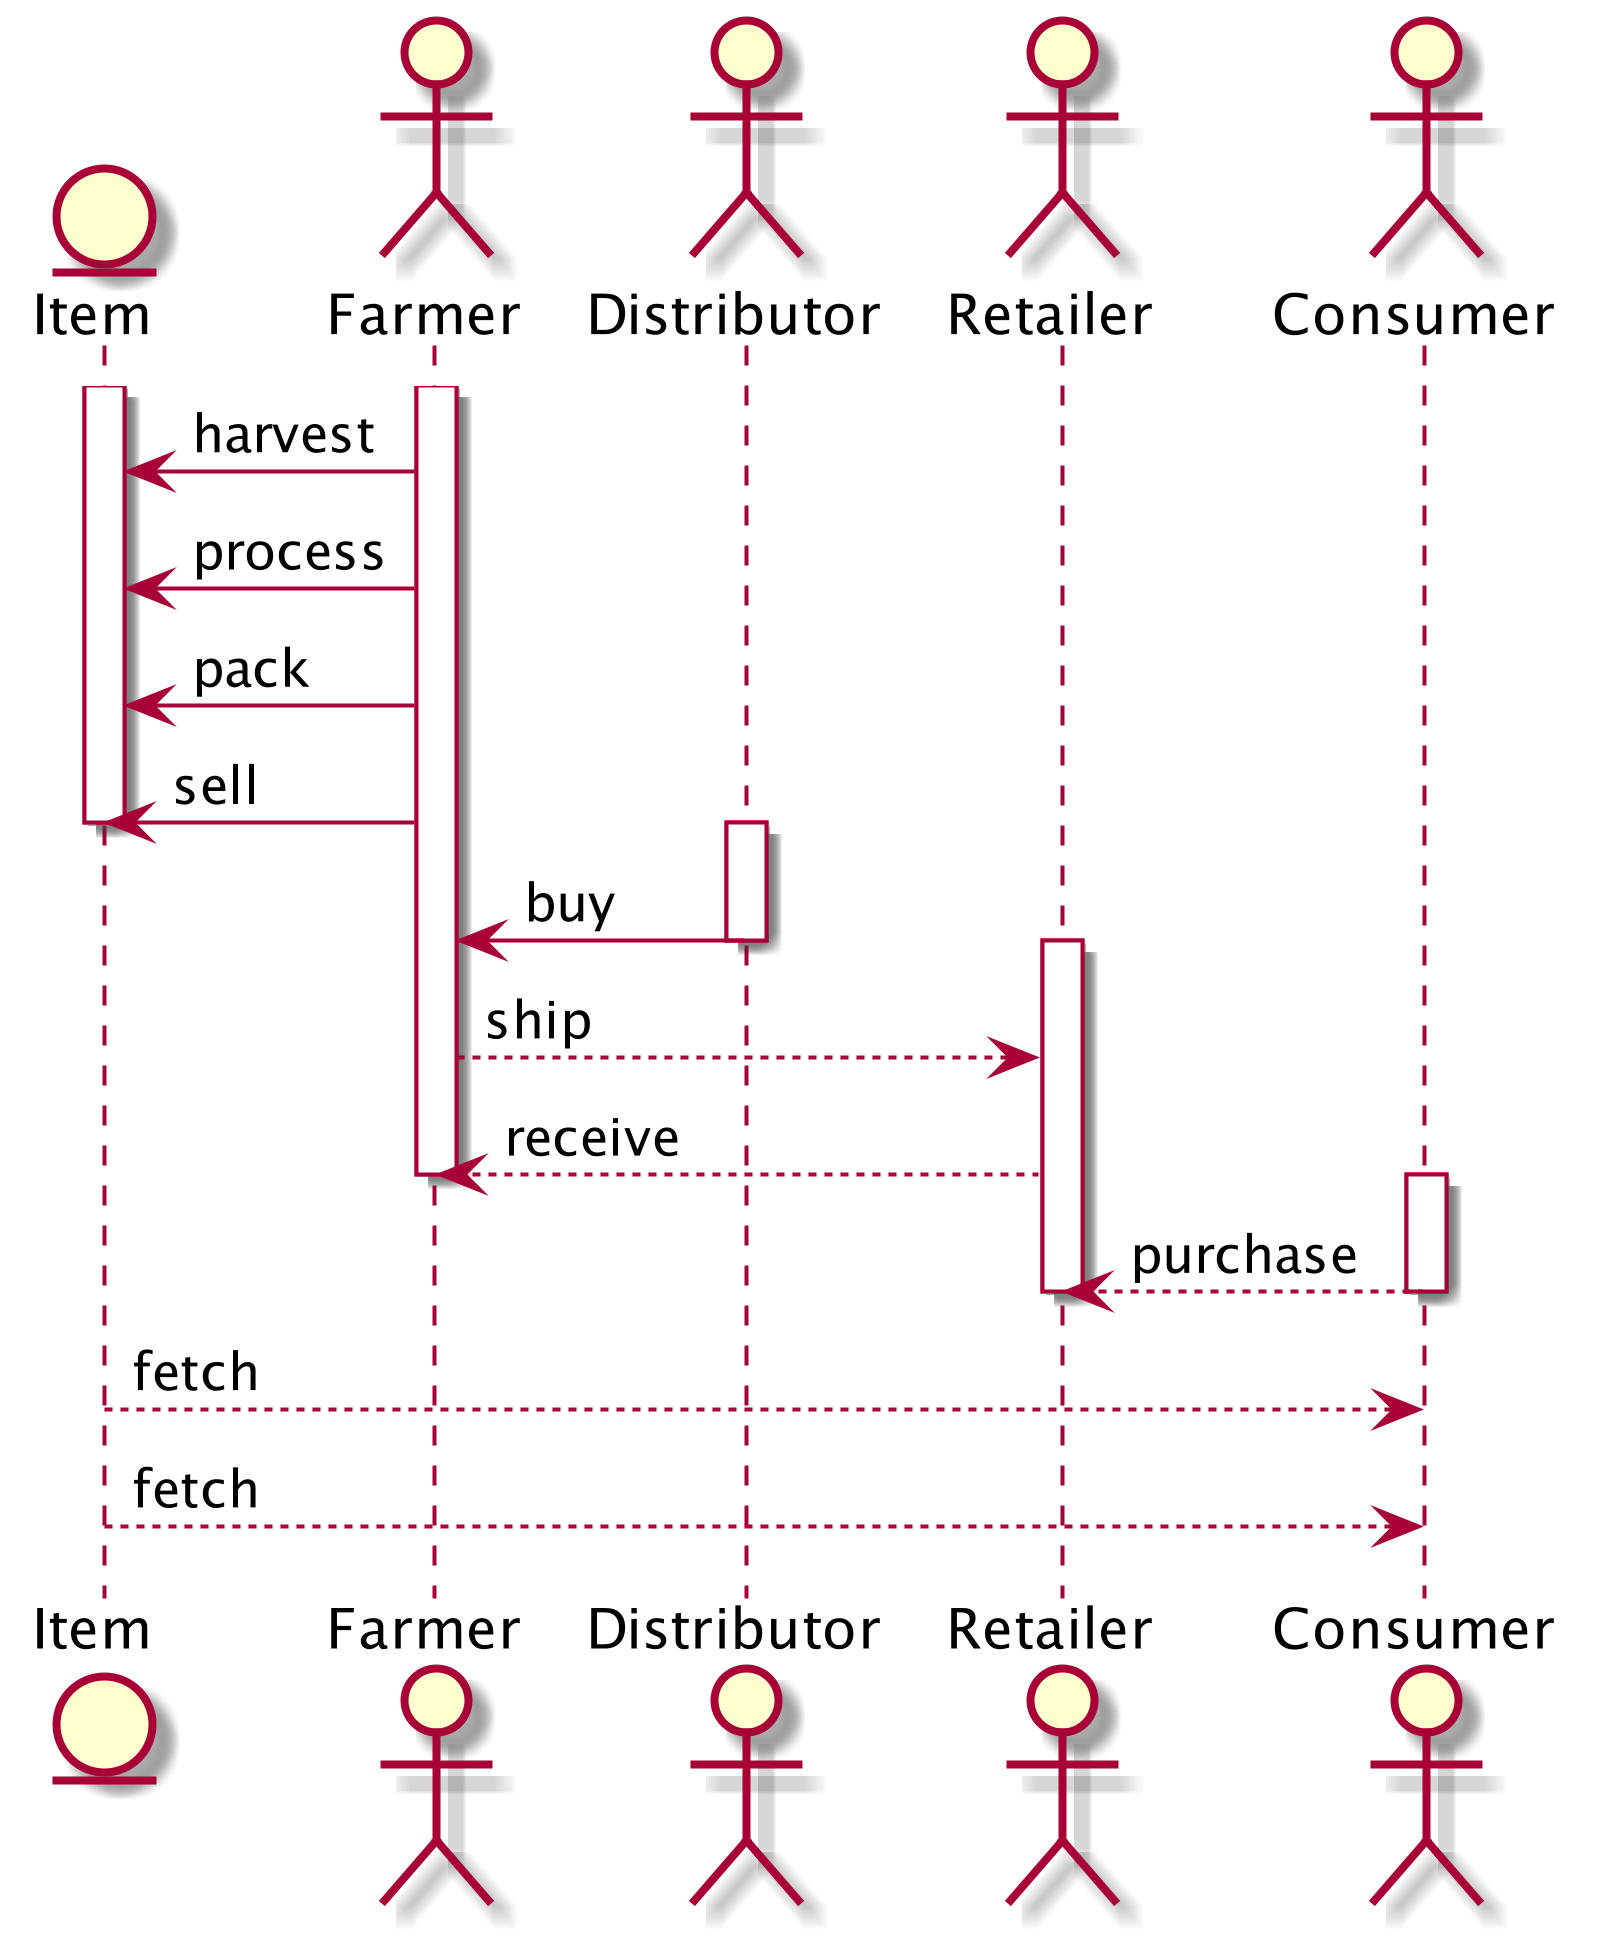 Item Farmer Distributor Retailer Consumer
harvest
process
pack
sell
buy
ship
receive
purchase
fetch
fetch
Item Farmer Distributor Retailer Consumer